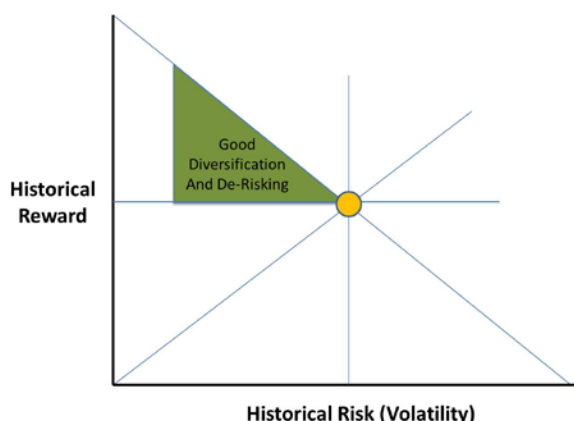 Good
Diversification
And De-Risking
Historical
Reward
Historical Risk (Volatility)